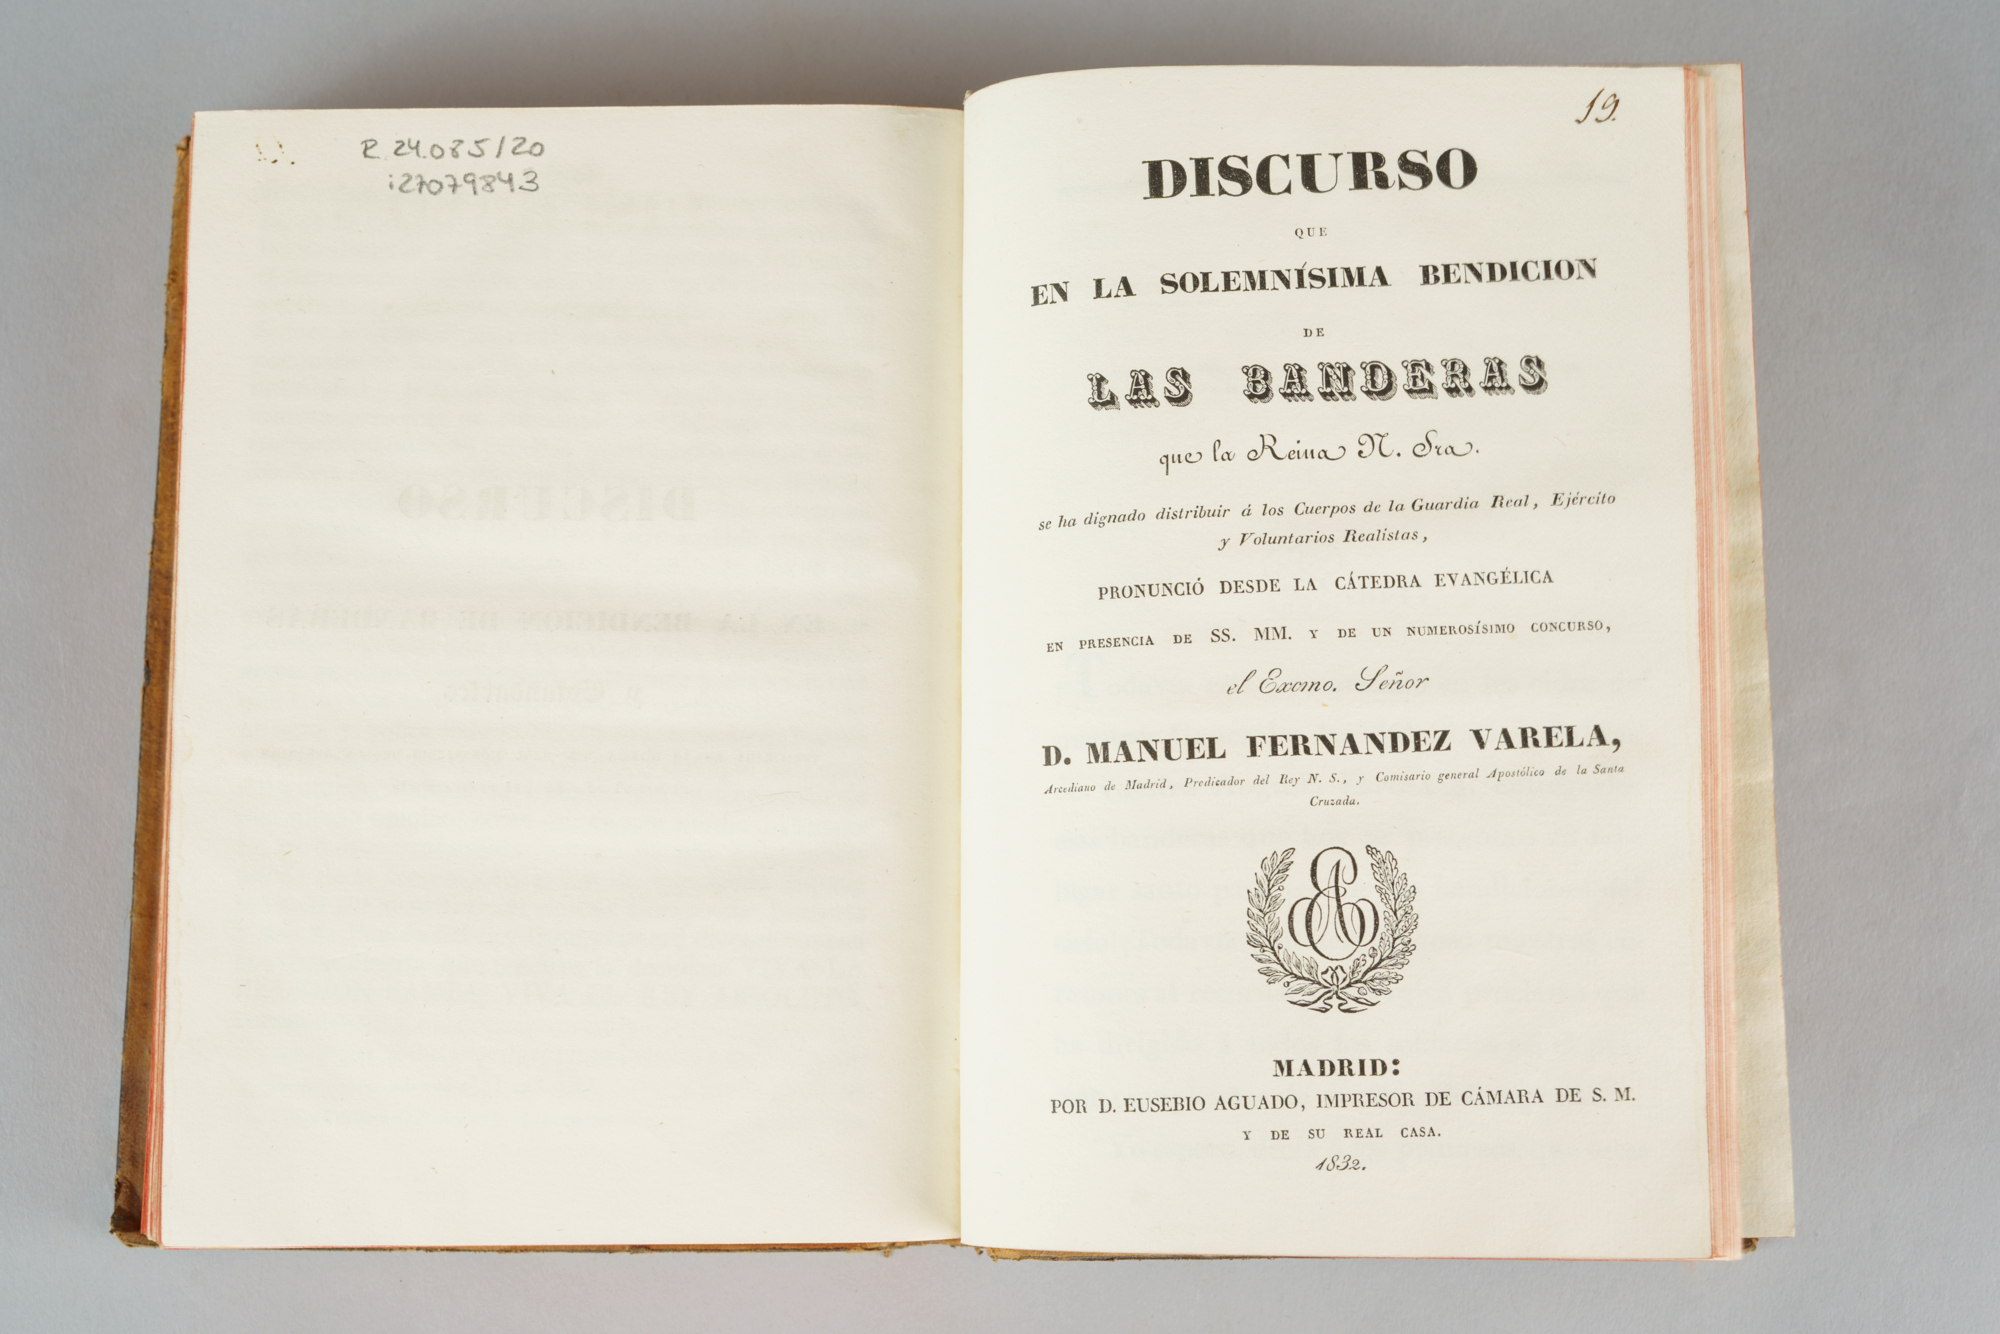 R. 24.085/20
i27079843
19.
DISCURSO
QUE
EN LA SOLEMNÍSIMA BENDICION
DE
LAS BANDERAS
que la Reina N. Sra.
se ha dignado distribuir á los Cuerpos de la Guardia Real, Ejército
y Voluntarios Realistas,
PRONUNCIÓ DESDE LA CÁTEDRA EVANGÉLICA
EN PRESENCIA DE SS. MM. Y DE UN NUMEROSÍSIMO CONCURSO,
el Excmo. Señor
D. MANUEL FERNANDEZ VARELA,
Arcediano de Madrid, Predicador del Rey N. S., y Comisario general Apostólico de la Santa
Cruzada.
MADRID:
POR D. EUSEBIO AGUADO, IMPRESOR DE CÁMARA DE S. M.
Y DE SU REAL CASA.
1832.